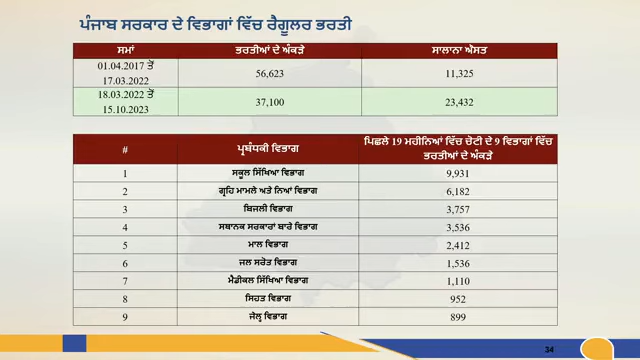 ਪੰਜਾਬ ਸਰਕਾਰ ਦੇ ਵਿਭਾਗਾਂ ਵਿੱਚ ਰੈਗੂਲਰ ਭਰਤੀ
ਸਮਾਂ ਭਰਤੀਆਂ ਦੇ ਅੰਕੜੇ ਸਾਲਾਨਾ ਔਸਤ
01.04.2017 ਤੋਂ
17.03.2022 56,623 11,325
18.03.2022 ਤੋਂ
15.10.2023 37,100 23,432
# ਪ੍ਰਬੰਧਕੀ ਵਿਭਾਗ ਪਿਛਲੇ 19 ਮਹੀਨਿਆਂ ਵਿੱਚ ਚੋਟੀ ਦੇ 9 ਵਿਭਾਗਾਂ ਵਿੱਚ
ਭਰਤੀਆਂ ਦੇ ਅੰਕੜੇ
1 ਸਕੂਲ ਸਿੱਖਿਆ ਵਿਭਾਗ 9,931
2 ਗ੍ਰਹਿ ਮਾਮਲੇ ਅਤੇ ਨਿਆਂ ਵਿਭਾਗ 6,182
3 ਬਿਜਲੀ ਵਿਭਾਗ 3,757
4 ਸਥਾਨਕ ਸਰਕਾਰਾਂ ਬਾਰੇ ਵਿਭਾਗ 3,536
5 ਮਾਲ ਵਿਭਾਗ 2,412
6 ਜਲ ਸਰੋਤ ਵਿਭਾਗ 1,536
7 ਮੈਡੀਕਲ ਸਿੱਖਿਆ ਵਿਭਾਗ 1,110
8 ਸਿਹਤ ਵਿਭਾਗ 952
9 ਜੇਲ੍ਹ ਵਿਭਾਗ 899
34